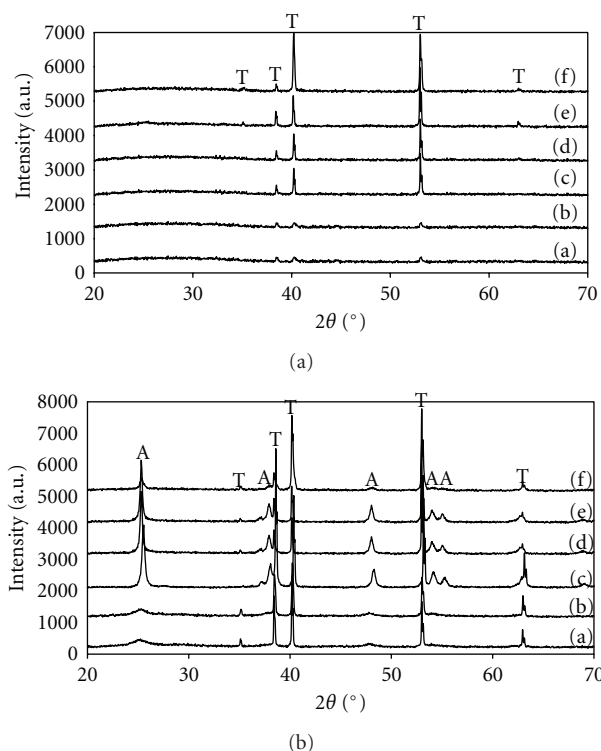 7000
6000
5000
4000
3000
2000
1000
0
Intensity (a.u.)
T T T T T
(f)
(e)
(d)
(c)
(b)
(a)
20 30 40 50 60 70
2θ (°)
(a)
8000
7000
6000
5000
4000
3000
2000
1000
0
Intensity (a.u.)
A T A T T A T A A T
(f)
(e)
(d)
(c)
(b)
(a)
20 30 40 50 60 70
2θ (°)
(b)